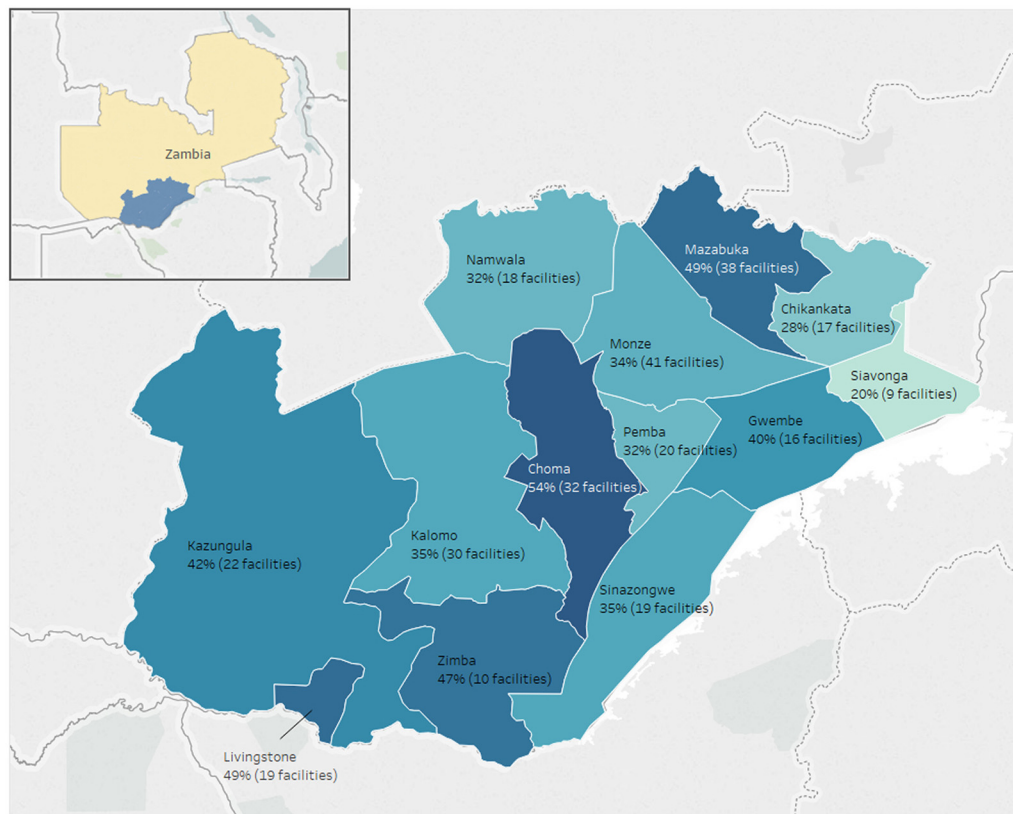 Zambia
Namwala
32% (18 facilities)
Mazabuka
49% (38 facilities)
Chikankata
28% (17 facilities)
Monze
34% (41 facilities)
Siavonga
20% (9 facilities)
Gwembe
40% (16 facilities)
Pemba
32% (20 facilities)
Choma
54% (32 facilities)
Kalomo
35% (30 facilities)
Kazungula
42% (22 facilities)
Sinazongwe
35% (19 facilities)
Zimba
47% (10 facilities)
Livingstone
49% (19 facilities)